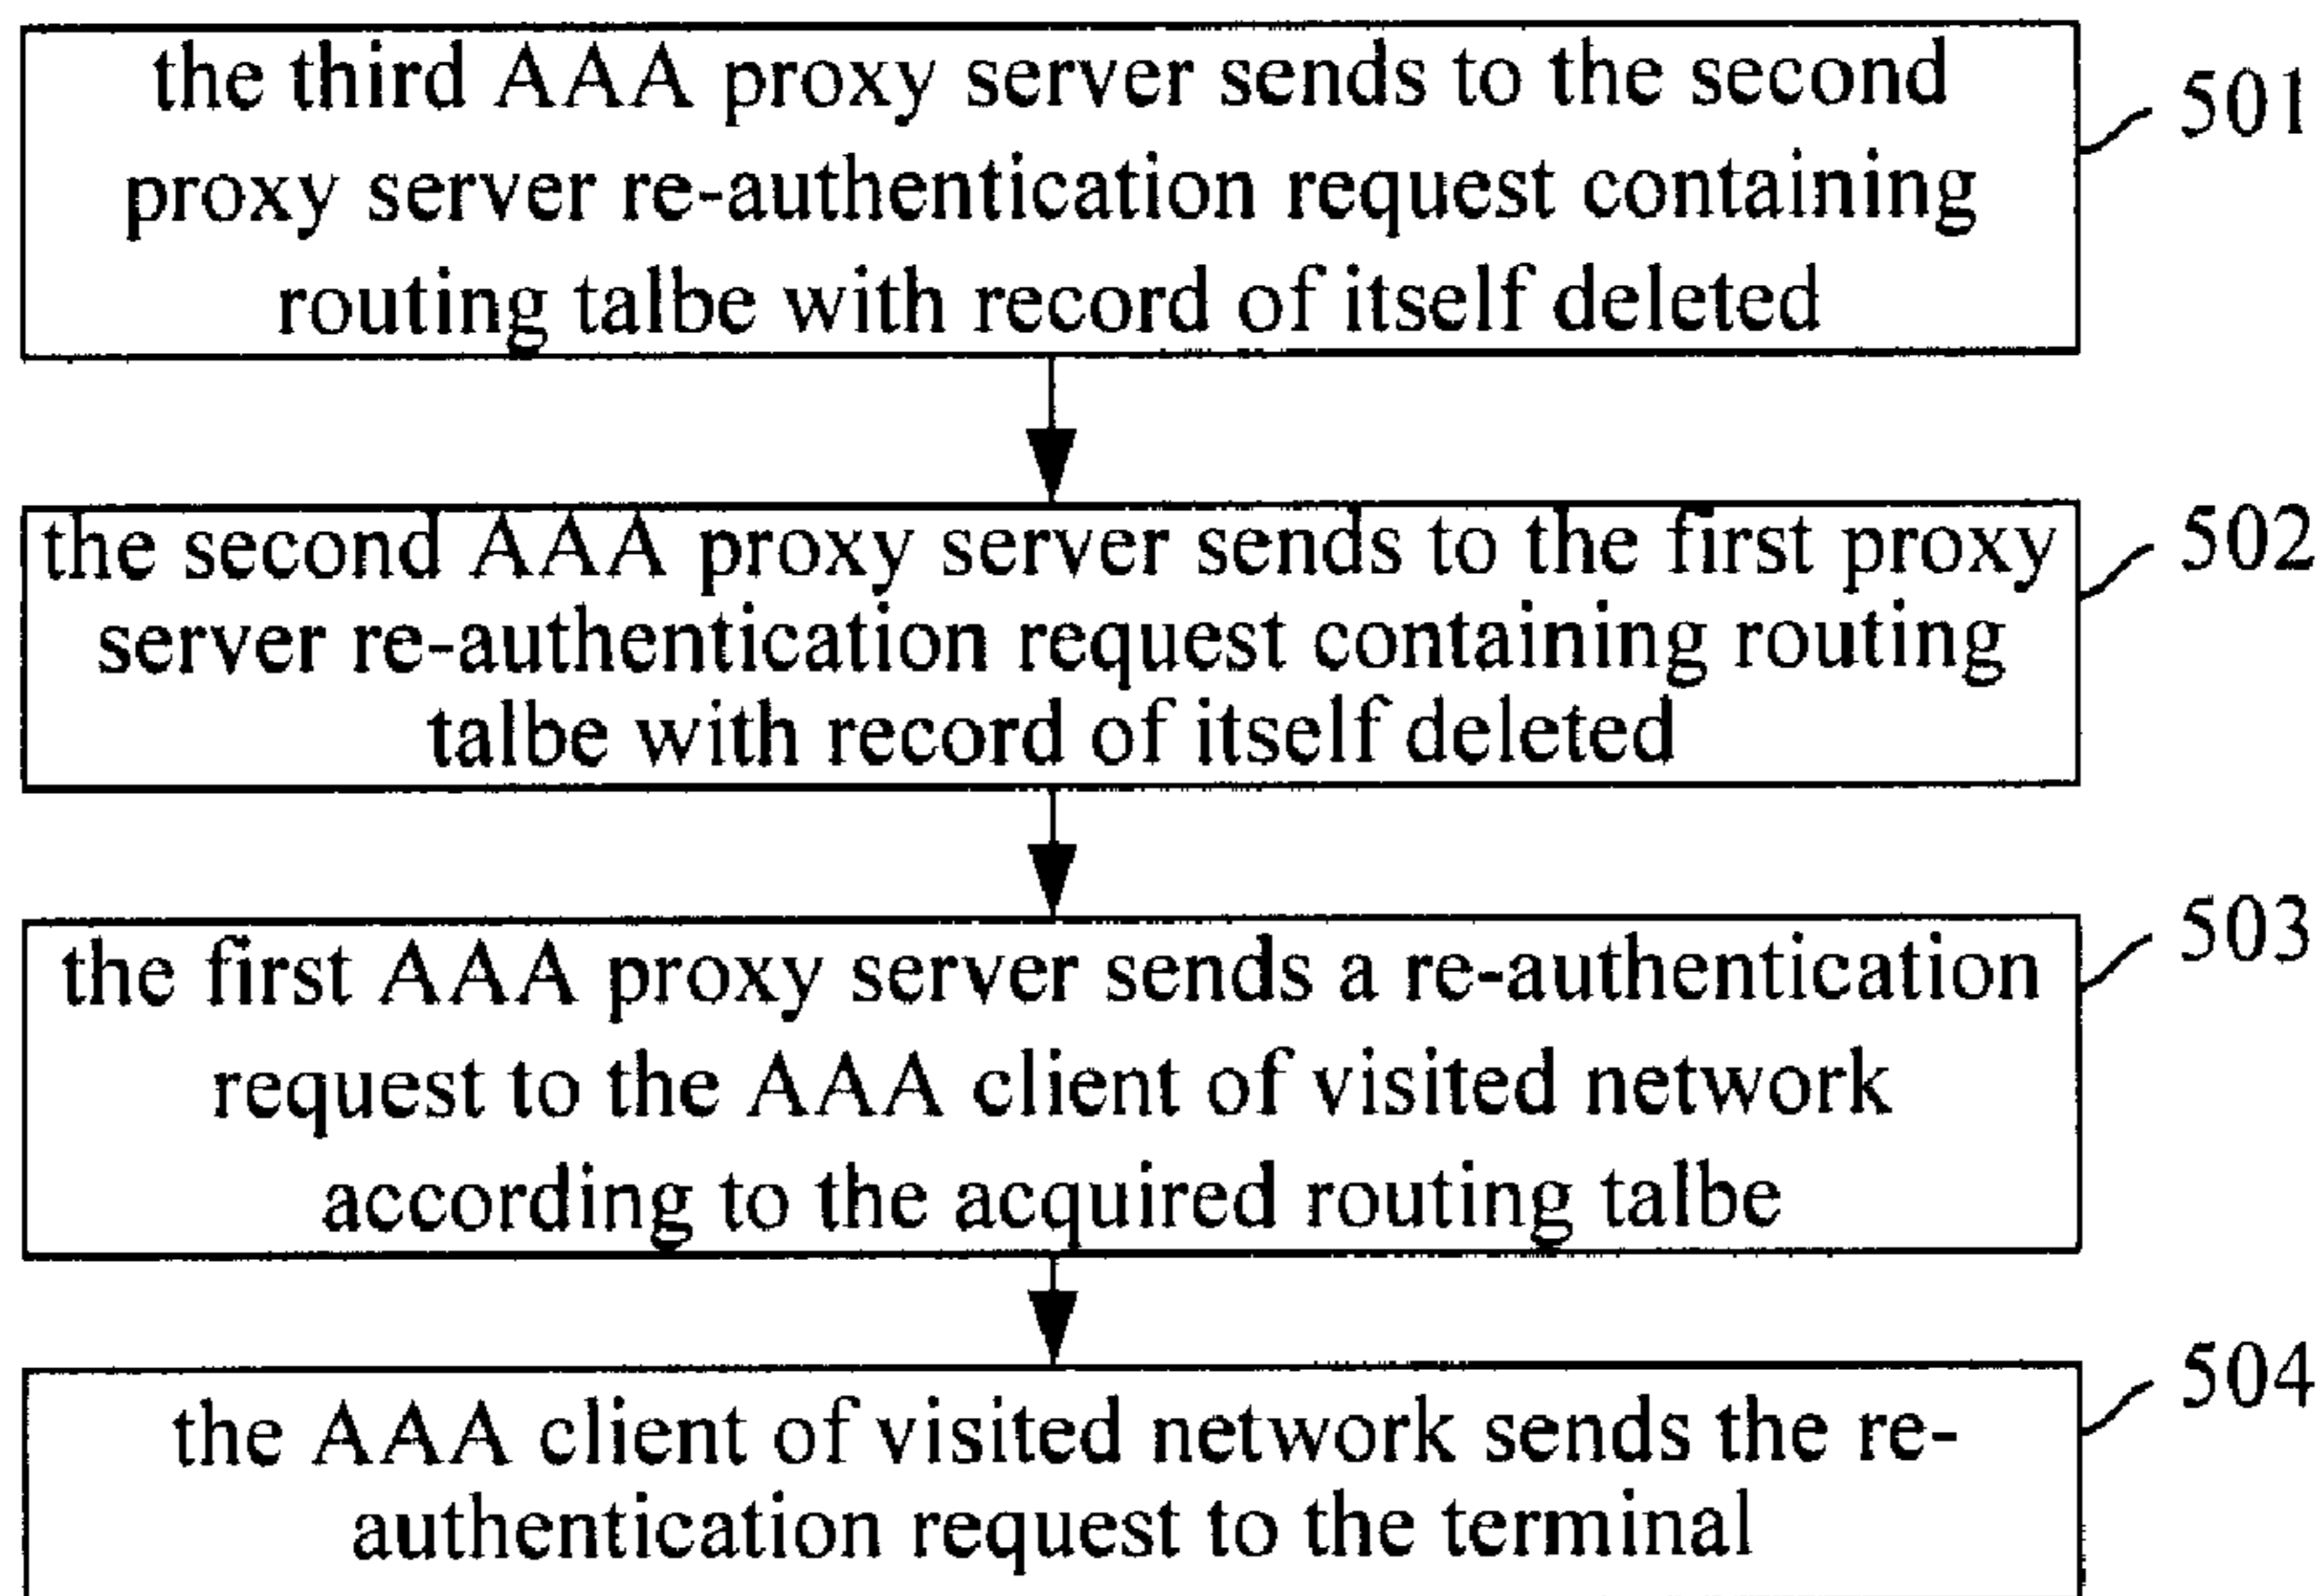 the third AAA proxy server sends to the second
proxy server re-authentication request containing
routing talbe with record of itself deleted
501
the second AAA proxy server sends to the first proxy
server re-authentication request containing routing
talbe with record of itself deleted
502
the first AAA proxy server sends a re-authentication
request to the AAA client of visited network
according to the acquired routing talbe
503
the AAA client of visited network sends the re-
authentication request to the terminal
504